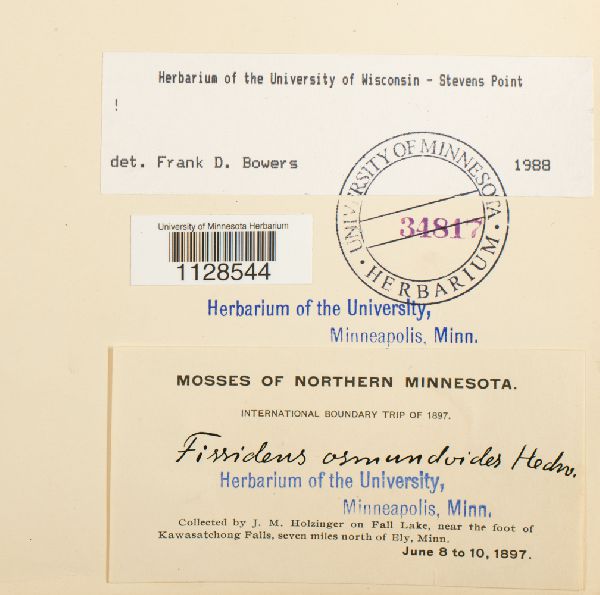 Herbarium of the University of Wisconsin - Stevens Point
!
det. Frank D. Bowers 1988
UNIVERSITY OF MINNESOTA
34817
· HERBARIUM ·
University of Minnesota Herbarium
1128544
Herbarium of the University,
Minneapolis, Minn.
MOSSES OF NORTHERN MINNESOTA.
INTERNATIONAL BOUNDARY TRIP OF 1897.
Fissidens osmundoides Hedw.
Herbarium of the University,
Minneapolis, Minn.
Collected by J. M. Holzinger on Fall Lake, near the foot of
Kawasatchong Falls, seven miles north of Ely, Minn.
June 8 to 10, 1897.